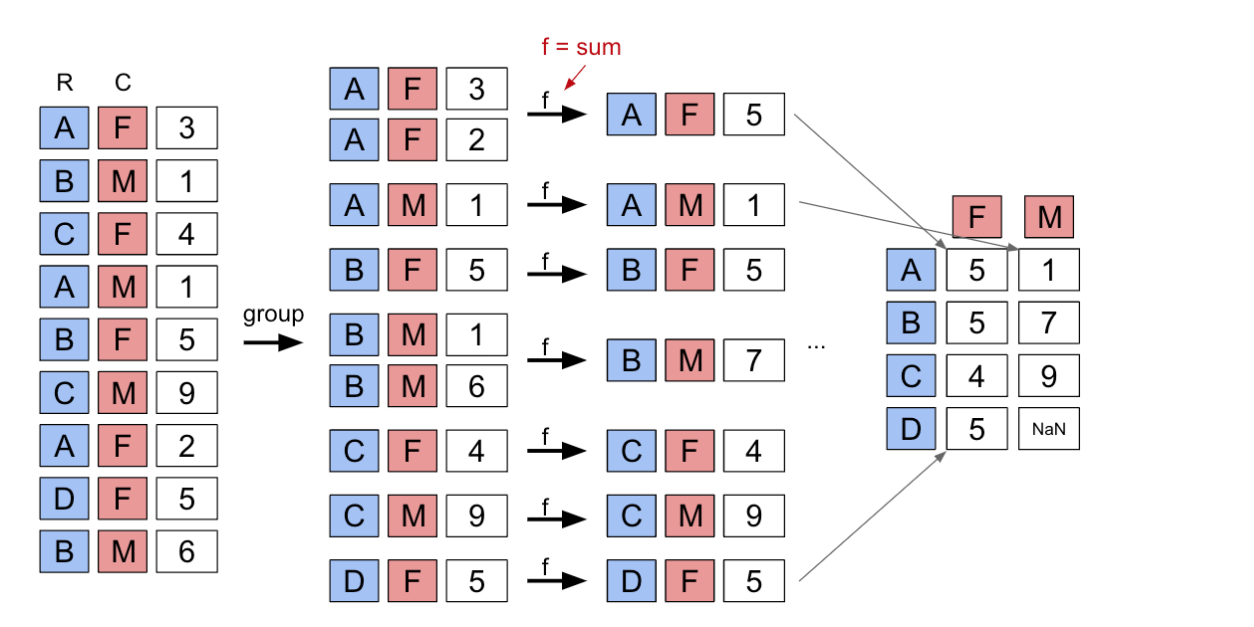 f = sum
R C
A F 3
B M 1
C F 4
A M 1
B F 5
C M 9
A F 2
D F 5
B M 6
group
A F 3
A F 2
A M 1
B F 5
B M 1
B M 6
C F 4
C M 9
D F 5
f
f
f
f
f
f
f
A F 5
A M 1
B F 5
B M 7
C F 4
C M 9
D F 5
...
F M
A 5 1
B 5 7
C 4 9
D 5 NaN